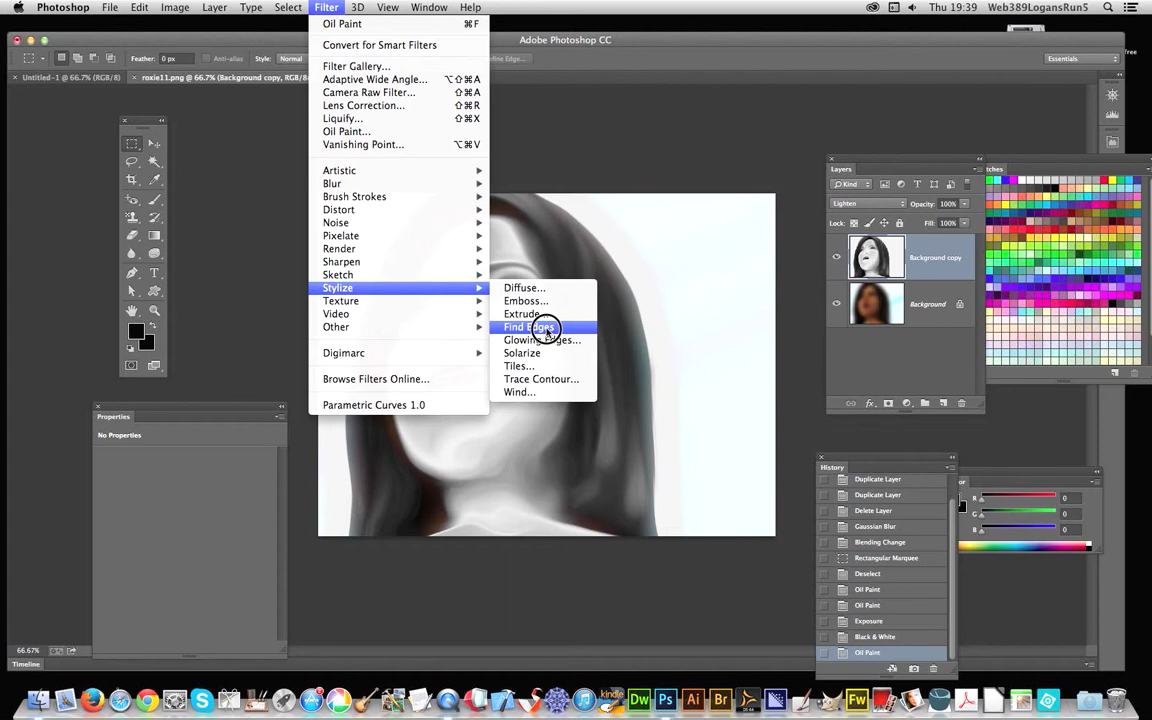 Photoshop File Edit Image Layer Type Select Filter 3D View Window Help Thu 19:39 Web389LogansRun5
Adobe Photoshop CC
Feather: 0 px Anti-alias Style: Normal fine Edge... Essentials
Untitled-1 @ 66.7% (RGB/8) roxie11.png @ 66.7% (Background copy, RGB/8
Oil Paint ⌘F
Convert for Smart Filters
Filter Gallery...
Adaptive Wide Angle... ⌥⇧⌘A
Camera Raw Filter... ⇧⌘A
Lens Correction... ⇧⌘R
Liquify... ⇧⌘X
Oil Paint...
Vanishing Point... ⌥⌘V
Artistic
Blur
Brush Strokes
Distort
Noise
Pixelate
Render
Sharpen
Sketch
Stylize
Texture
Video
Other
Digimarc
Browse Filters Online...
Parametric Curves 1.0
Diffuse...
Emboss...
Extrude...
Find Edges
Glowing Edges...
Solarize
Tiles...
Trace Contour...
Wind...
Layers
tches
Kind
Lighten Opacity: 100%
Lock: Fill: 100%
Background copy
Background
Properties
No Properties
History
Duplicate Layer
Duplicate Layer
Delete Layer
Gaussian Blur
Blending Change
Rectangular Marquee
Deselect
Oil Paint
Oil Paint
Exposure
Black & White
Oil Paint
or
R 0
G 0
B 0
66.67%
Timeline
free
kindle
Dw Ps Ai Br Fw